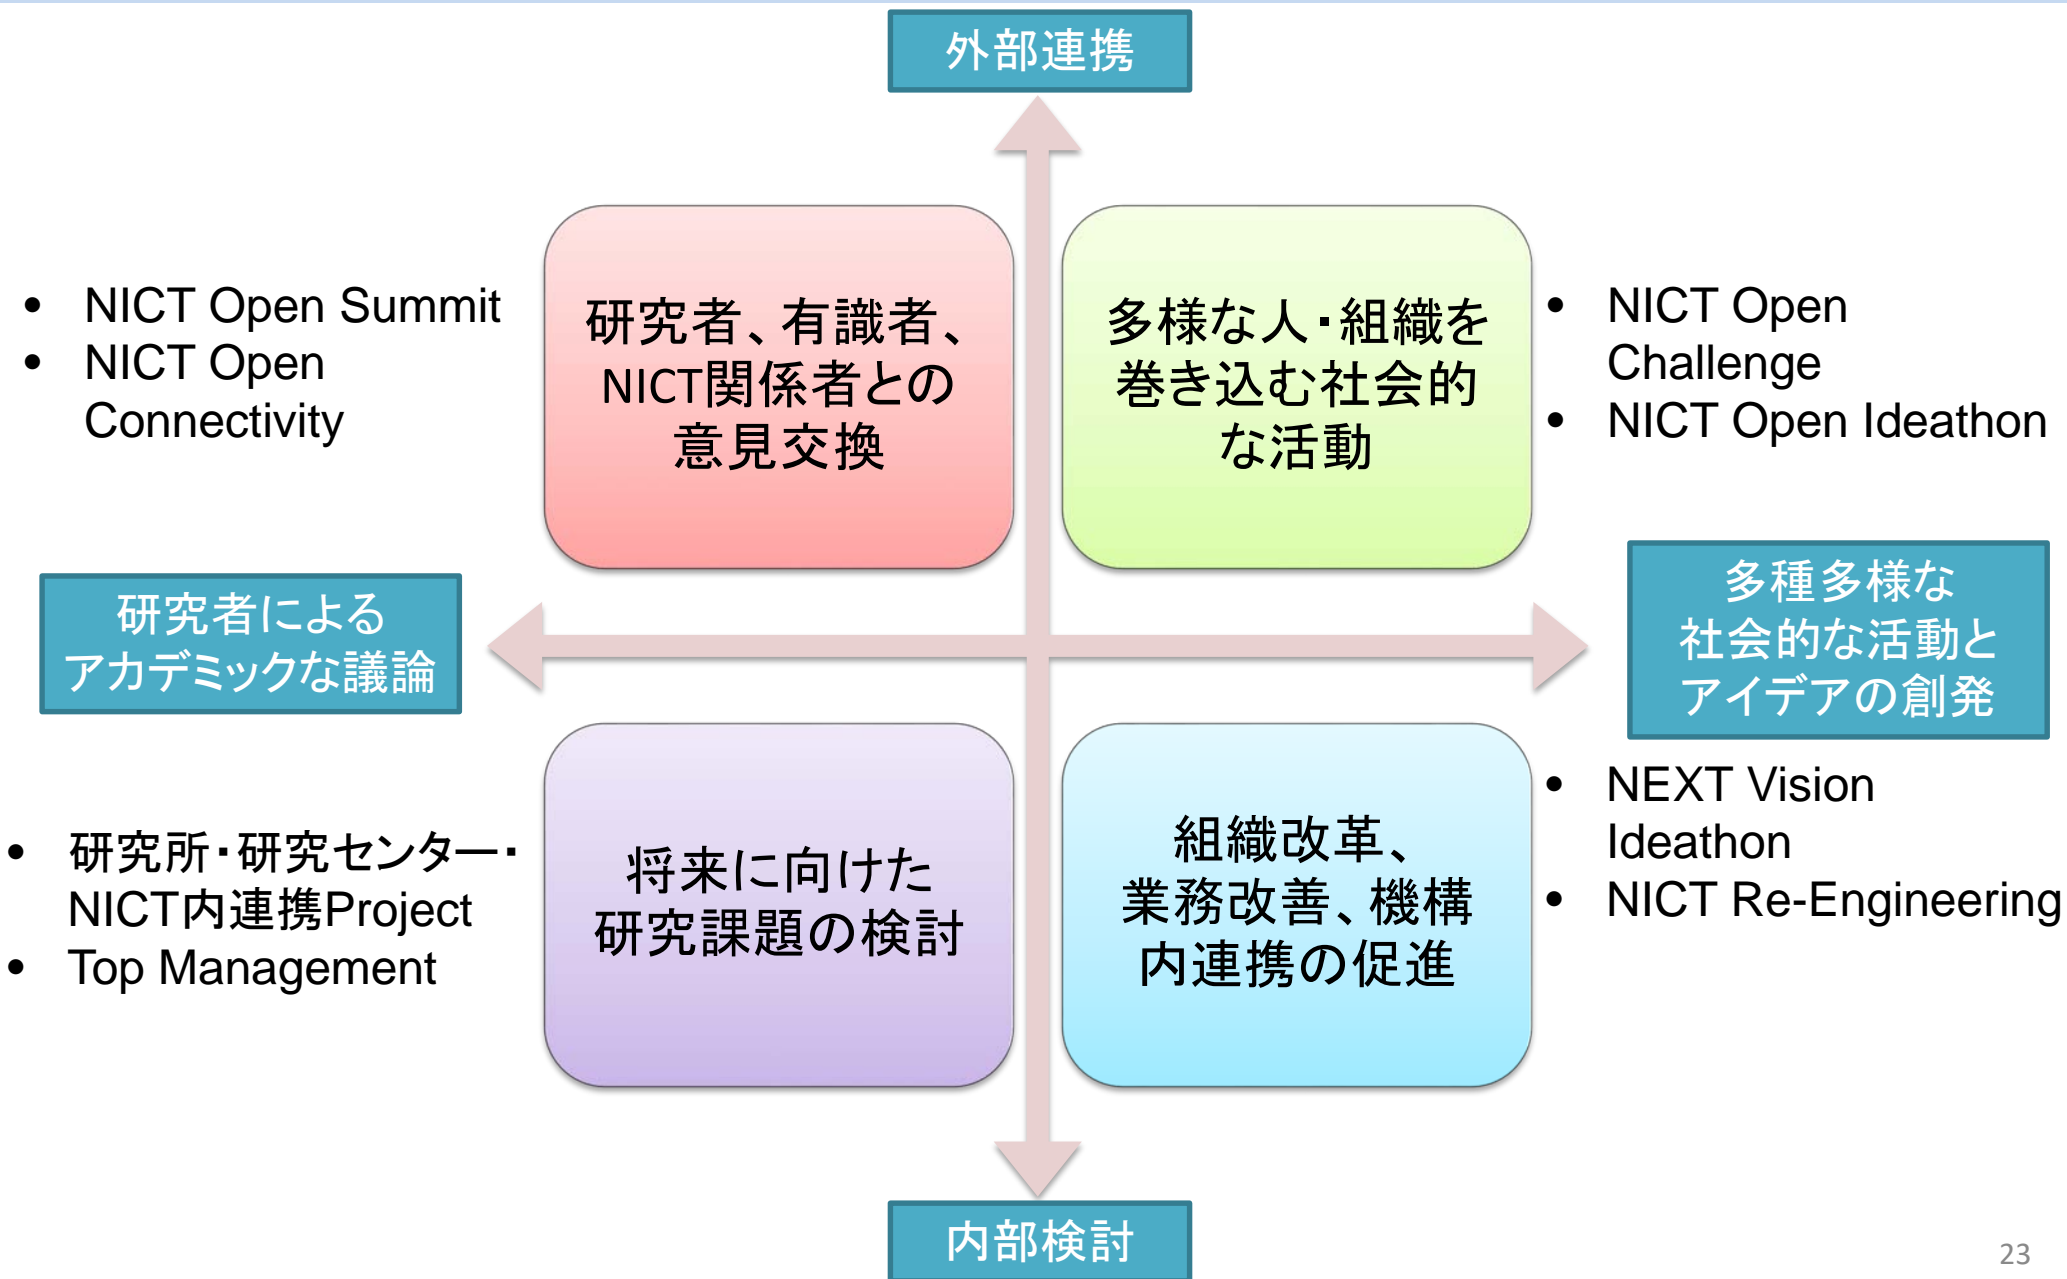 外部連携
• NICT Open Summit
• NICT Open
Connectivity
研究者、有識者、
NICT関係者との
意見交換
多様な人・組織を
巻き込む社会的
な活動
• NICT Open
Challenge
• NICT Open Ideathon
研究者による
アカデミックな議論
多種多様な
社会的な活動と
アイデアの創発
• 研究所・研究センター・
NICT内連携Project
• Top Management
将来に向けた
研究課題の検討
組織改革、
業務改善、機構
内連携の促進
• NEXT Vision
Ideathon
• NICT Re-Engineering
内部検討
23